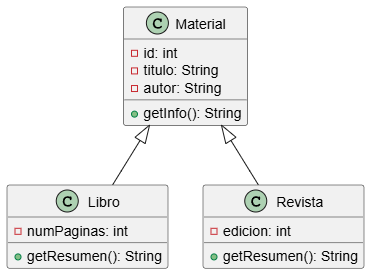 C Material
id: int
titulo: String
autor: String
getInfo(): String
C Libro
numPaginas: int
getResumen(): String
C Revista
edicion: int
getResumen(): String